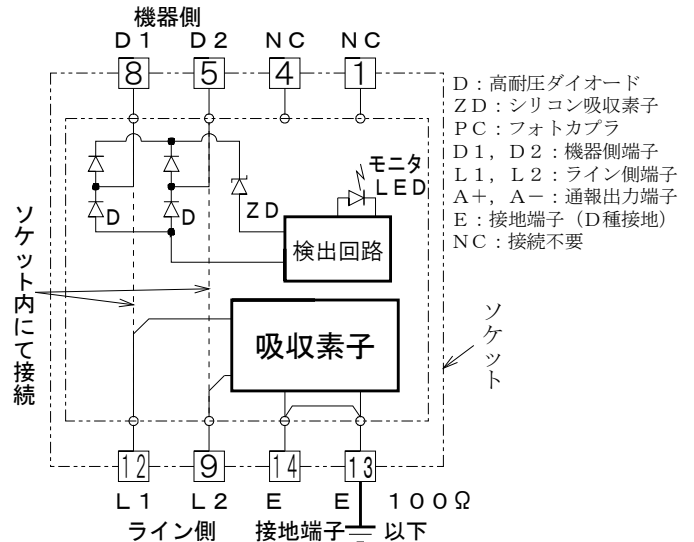 機器側
D1 D2 NC NC
8 5 4 1
D:高耐圧ダイオード
ZD:シリコン吸収素子
PC:フォトカプラ
D1,D2:機器側端子
L1,L2:ライン側端子
A+,A-:通報出力端子
E:接地端子(D種接地)
NC:接続不要
モニタ
LED
D D ZD
検出回路
ソケット内にて接続
吸収素子
ソケット
12 9 14 13
L1 L2 E E 100Ω
ライン側 接地端子 以下